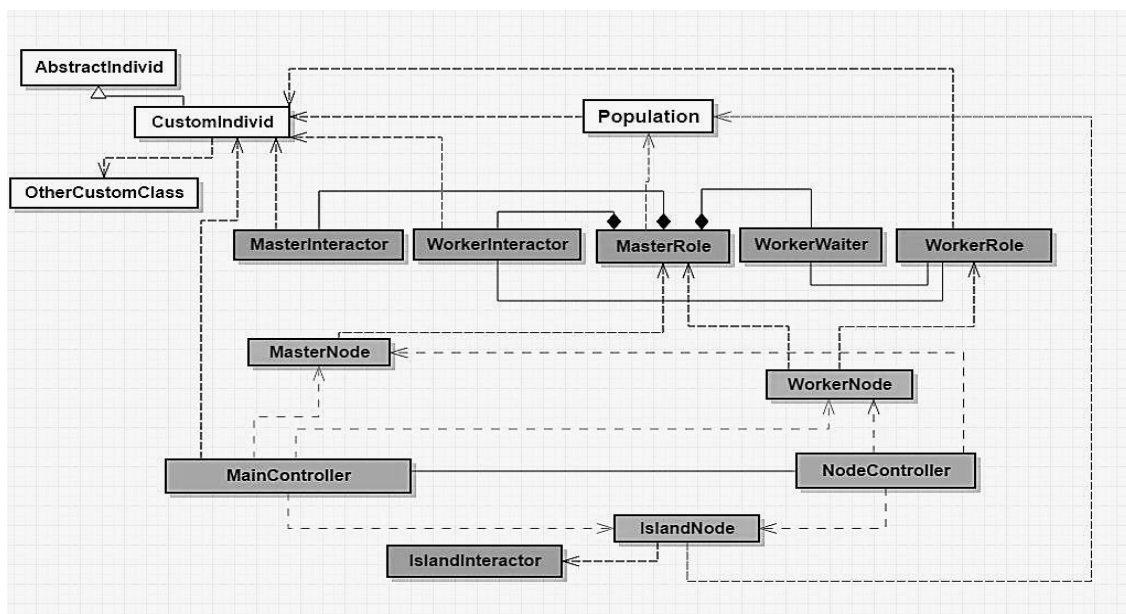 AbstractIndivid
CustomIndivid
Population
OtherCustomClass
MasterInteractor
WorkerInteractor
MasterRole
WorkerWaiter
WorkerRole
MasterNode
WorkerNode
MainController
NodeController
IslandNode
IslandInteractor